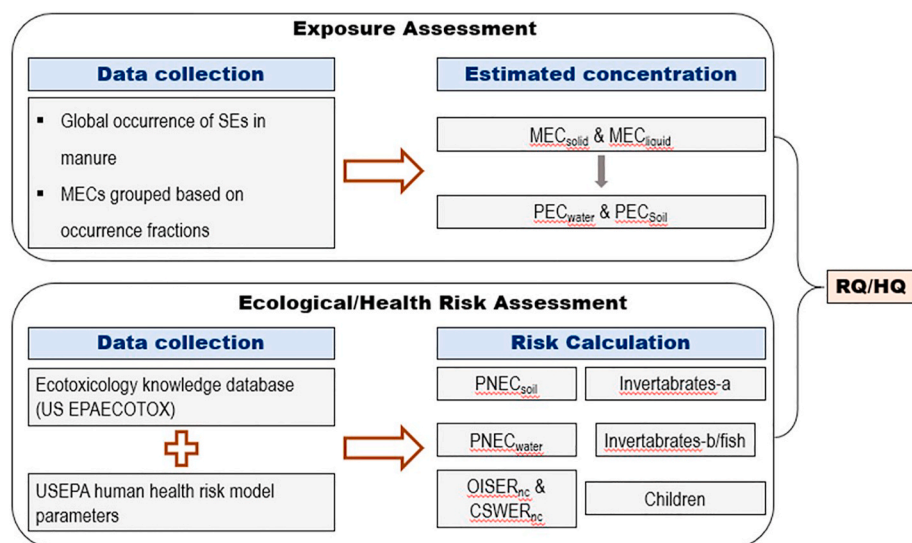 Exposure Assessment
Data collection
Global occurrence of SEs in
manure
MECs grouped based on
occurrence fractions
Estimated concentration
MECsolid & MECliquid
PECwater & PECSoil
RQ/HQ
Ecological/Health Risk Assessment
Data collection
Ecotoxicology knowledge database
(US EPAECOTOX)
USEPA human health risk model
parameters
Risk Calculation
PNECsoil
Invertabrates-a
PNECwater
Invertabrates-b/fish
OISERnc &
CSWERnc
Children